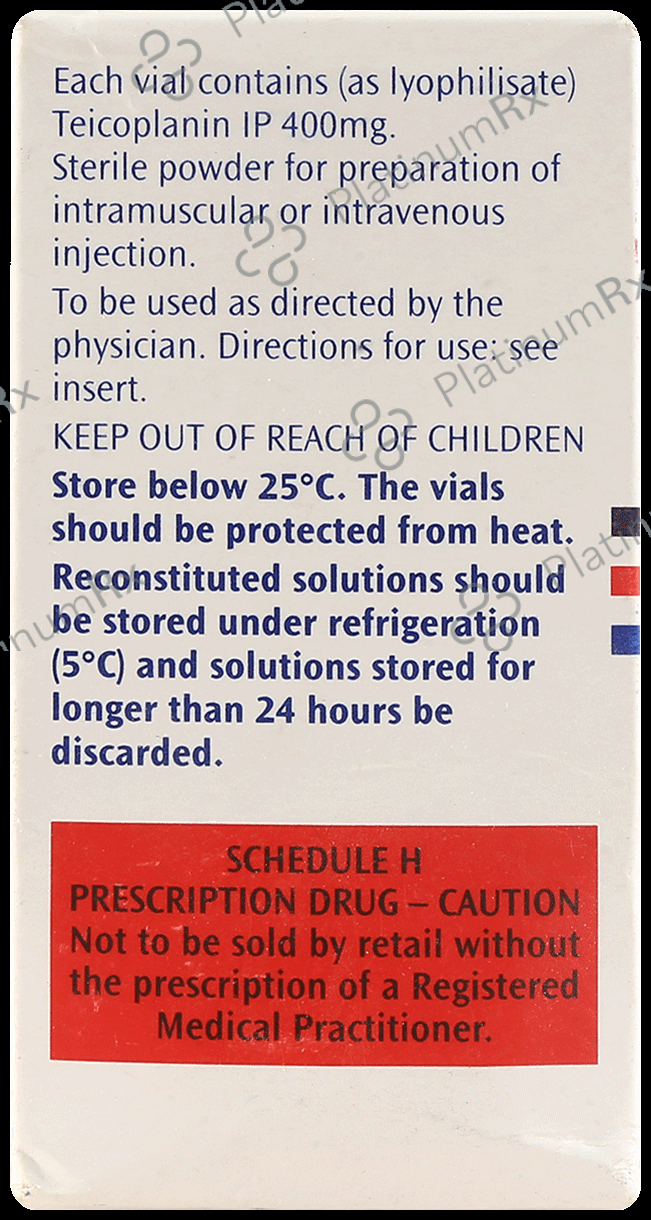 Each vial contains (as lyophilisate)
Teicoplanin IP 400mg.
Sterile powder for preparation of
intramuscular or intravenous
injection.
To be used as directed by the
physician. Directions for use: see
insert.
KEEP OUT OF REACH OF CHILDREN
Store below 25°C. The vials
should be protected from heat.
Reconstituted solutions should
be stored under refrigeration
(5°C) and solutions stored for
longer than 24 hours be
discarded.
SCHEDULE H
PRESCRIPTION DRUG – CAUTION
Not to be sold by retail without
the prescription of a Registered
Medical Practitioner.
PlatinumRx
PlatinumRx